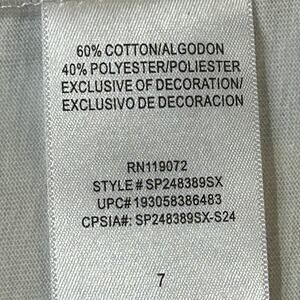 60% COTTON/ALGODON
40% POLYESTER/POLIESTER
EXCLUSIVE OF DECORATION/
EXCLUSIVO DE DECORACION
RN119072
STYLE # SP248389SX
UPC# 193058386483
CPSIA#: SP248389SX-S24
7